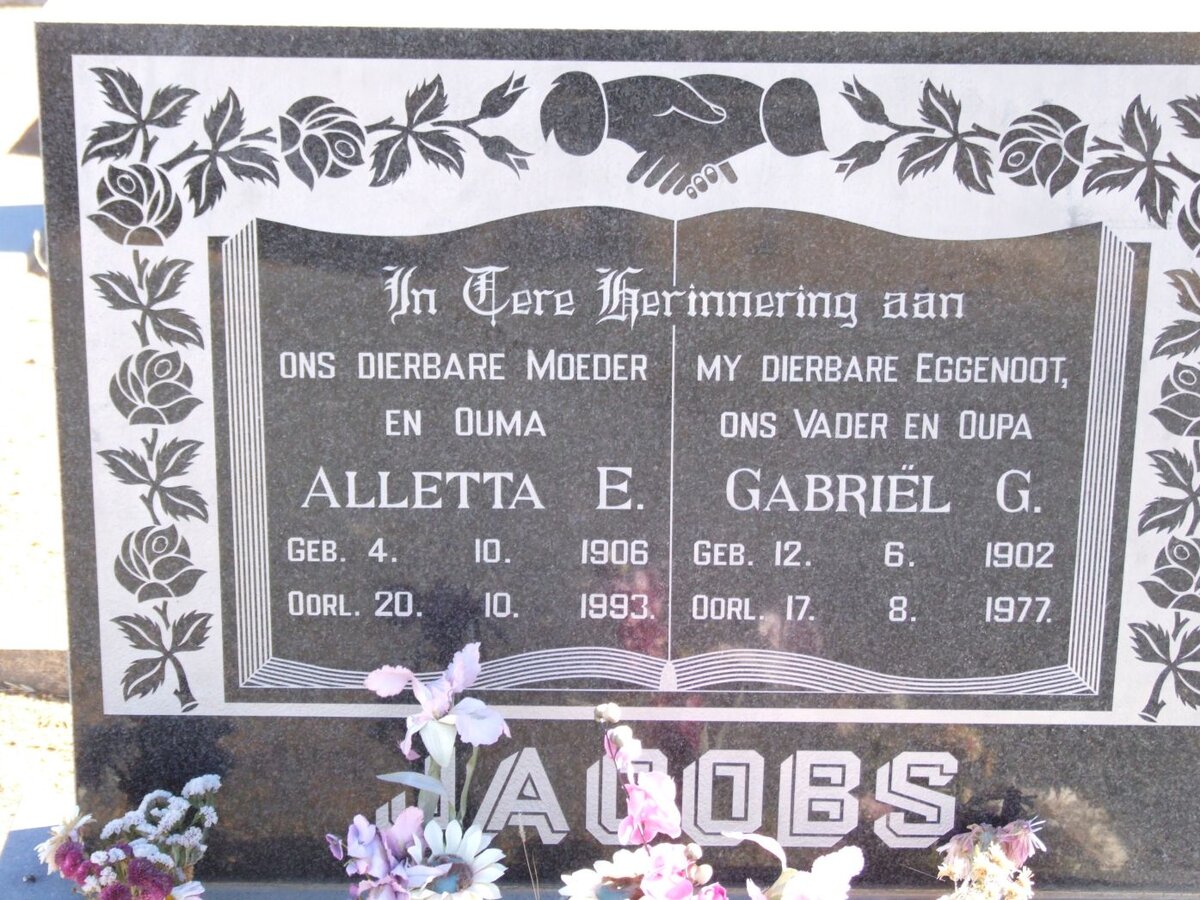 In Tere Herinnering aan
ONS DIERBARE MOEDER
EN OUMA
ALLETTA E.
GEB. 4. 10. 1906
OORL. 20. 10. 1993.
MY DIERBARE EGGENOOT,
ONS VADER EN OUPA
GABRIËL G.
GEB. 12. 6. 1902
OORL. 17. 8. 1977.
JACOBS